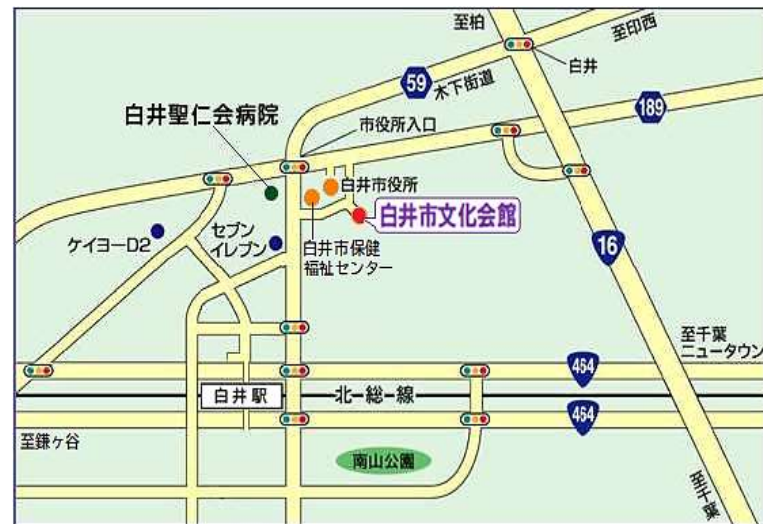 至柏
至印西
白井
59
木下街道
189
白井聖仁会病院
市役所入口
白井市役所
白井市文化会館
ケイヨーD2
セブン
イレブン
白井市保健
福祉センター
16
至千葉
ニュータウン
464
白井駅
北総線
464
至鎌ヶ谷
南山公園
至千葉